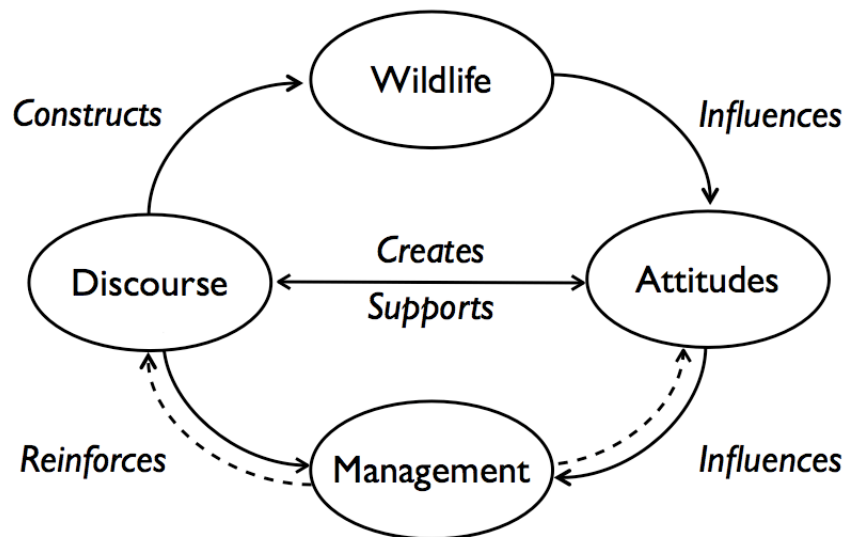 Wildlife
Constructs
Influences
Creates
Discourse
Attitudes
Supports
Reinforces
Management
Influences